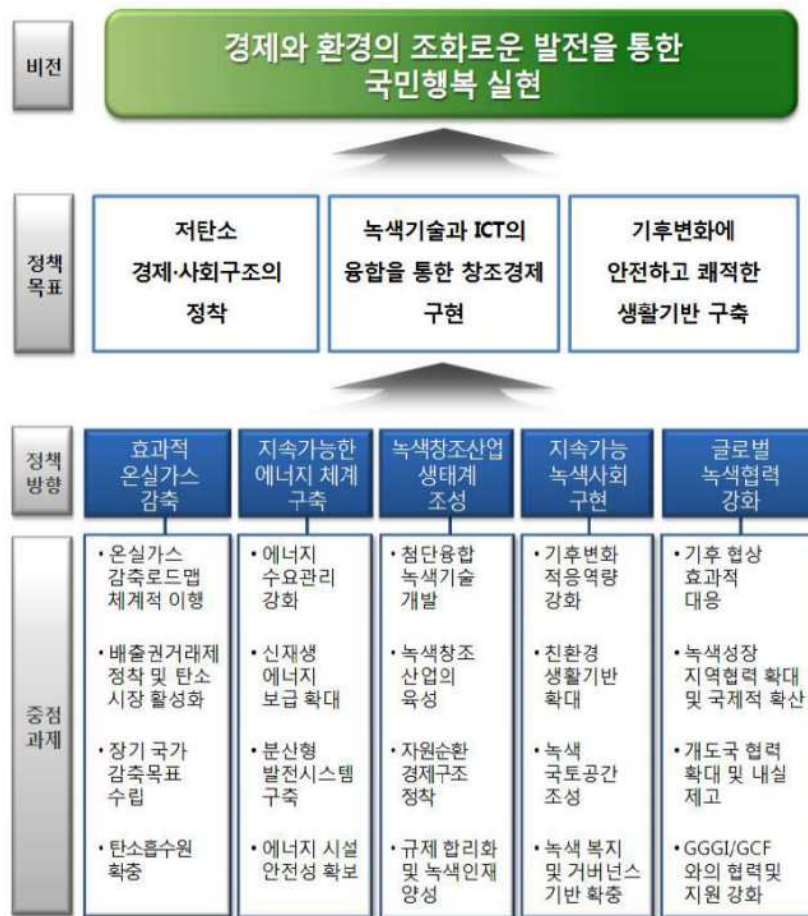 비전
경제와 환경의 조화로운 발전을 통한
국민행복 실현
정책
목표
저탄소
경제·사회구조의
정착
녹색기술과 ICT의
융합을 통한 창조경제
구현
기후변화에
안전하고 쾌적한
생활기반 구축
정책
방향
효과적
온실가스
감축
지속가능한
에너지 체계
구축
녹색창조산업
생태계
조성
지속가능
녹색사회
구현
글로벌
녹색협력
강화
중점
과제
• 온실가스
감축로드맵
체계적 이행
• 배출권거래제
정착 및 탄소
시장 활성화
• 장기 국가
감축목표
수립
• 탄소흡수원
확충
• 에너지
수요관리
강화
• 신재생
에너지
보급 확대
• 분산형
발전시스템
구축
• 에너지 시설
안전성 확보
• 첨단융합
녹색기술
개발
• 녹색창조
산업의
육성
• 자원순환
경제구조
정착
• 규제 합리화
및 녹색인재
양성
• 기후변화
적응역량
강화
• 친환경
생활기반
확대
• 녹색
국토공간
조성
• 녹색 복지
및 거버넌스
기반 확충
• 기후 협상
효과적
대응
• 녹색성장
지역협력 확대
및 국제적 확산
• 개도국 협력
확대 및 내실
제고
• GGGI/GCF
와의 협력및
지원 강화